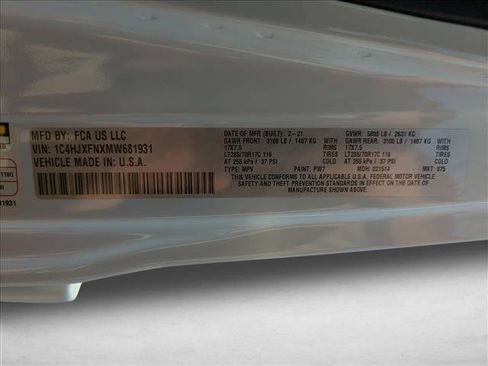 MFD BY: FCA US LLC
1C4HJXFNXMW681931
VEHICLE MADE IN U.S.A.
DATE OF MFR (BUILT): 2-21 GVWR: 5800 LB / 2631 KG
GAWR FRONT: 3100 LB / 1407 KG WITH GAWR REAR: 3100 LB / 1407 KG WITH
17X7.5 RIMS 17X7.5 RIMS
LT285/70R17C 116 TIRES LT285/70R17C 116 TIRES
AT 255 kPa / 37 PSI COLD AT 255 kPa / 37 PSI COLD
TYPE: MPV PAINT: PW7 MDH: 021514 MKT: 875
THIS VEHICLE CONFORMS TO ALL APPLICABLE U.S.A. FEDERAL MOTOR VEHICLE
SAFETY AND THEFT PREVENTION STANDARDS IN EFFECT ON THE DATE OF
MANUFACTURE SHOWN ABOVE.